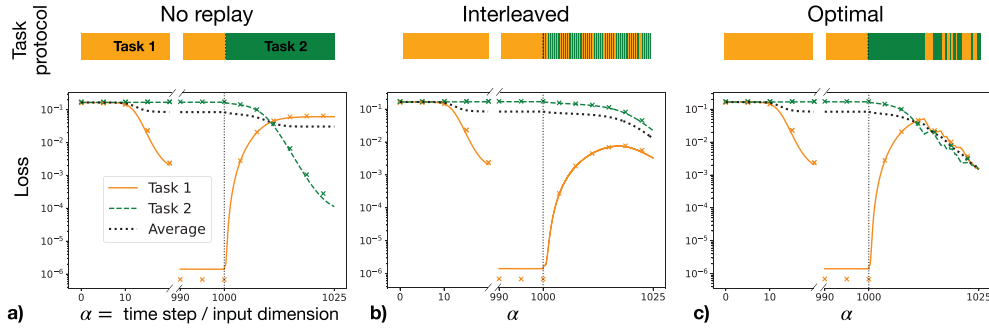 No replay
Interleaved
Optimal
Task protocol
Task 1
Task 2
Loss
10⁻¹
10⁻²
10⁻³
10⁻⁴
10⁻⁵
10⁻⁶
Task 1
Task 2
Average
0
10
990
1000
1025
a)
α = time step / input dimension
10⁻¹
10⁻²
10⁻³
10⁻⁴
10⁻⁵
10⁻⁶
0
10
990
1000
1025
b)
α
10⁻¹
10⁻²
10⁻³
10⁻⁴
10⁻⁵
10⁻⁶
0
10
990
1000
1025
c)
α